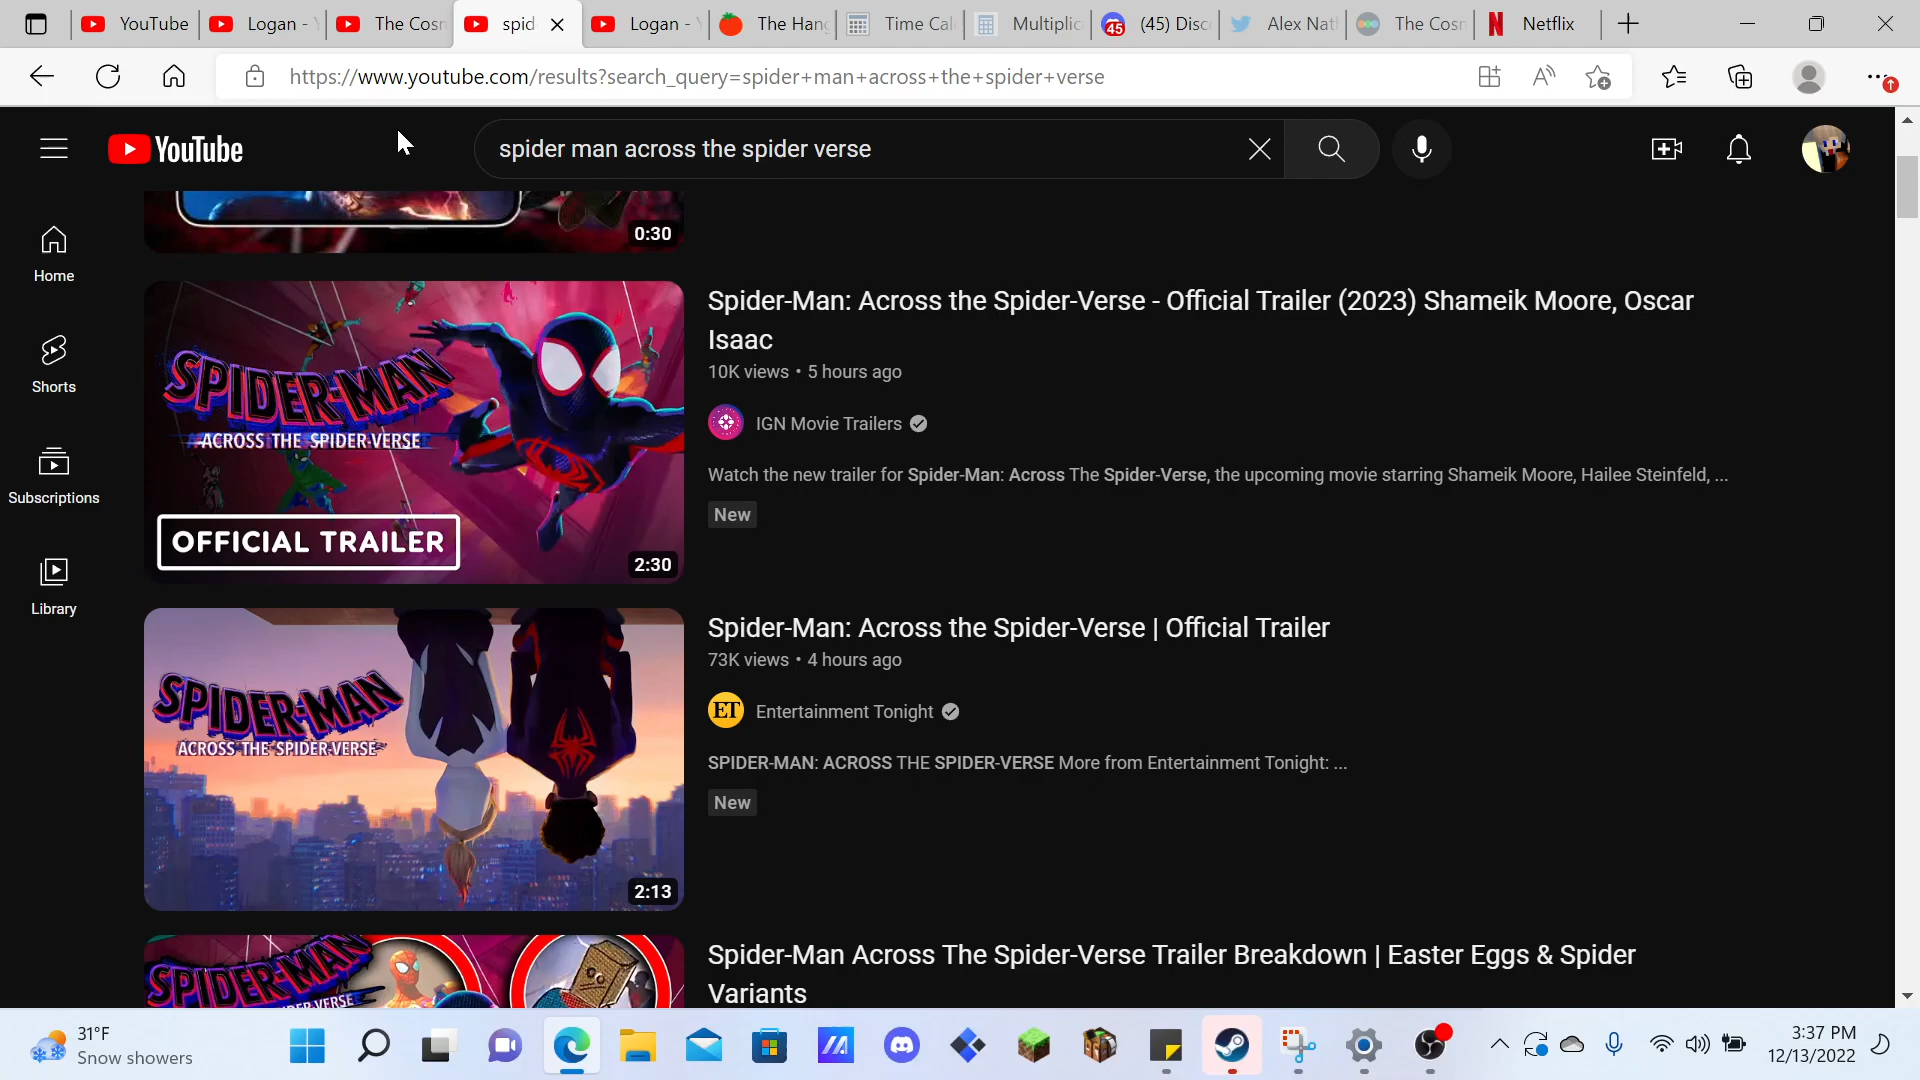 YouTube
Logan -
The Cosn
spid
Logan -
The Hang
Time Cal
Multiplic
(45) Disc
Alex Nat
The Cosn
Netflix
https://www.youtube.com/results?search_query=spider+man+across+the+spider+verse
YouTube
spider man across the spider verse
Home
Shorts
Subscriptions
Library
0:30
SPIDER-MAN
ACROSS THE SPIDER-VERSE
OFFICIAL TRAILER
2:30
Spider-Man: Across the Spider-Verse - Official Trailer (2023) Shameik Moore, Oscar
Isaac
10K views • 5 hours ago
IGN Movie Trailers
Watch the new trailer for Spider-Man: Across The Spider-Verse, the upcoming movie starring Shameik Moore, Hailee Steinfeld, ...
New
SPIDER-MAN
ACROSS THE SPIDER-VERSE
2:13
Spider-Man: Across the Spider-Verse | Official Trailer
73K views • 4 hours ago
ET
Entertainment Tonight
SPIDER-MAN: ACROSS THE SPIDER-VERSE More from Entertainment Tonight: ...
New
SPIDER-MAN
Spider-Man Across The Spider-Verse Trailer Breakdown | Easter Eggs & Spider
Variants
31°F
Snow showers
3:37 PM
12/13/2022